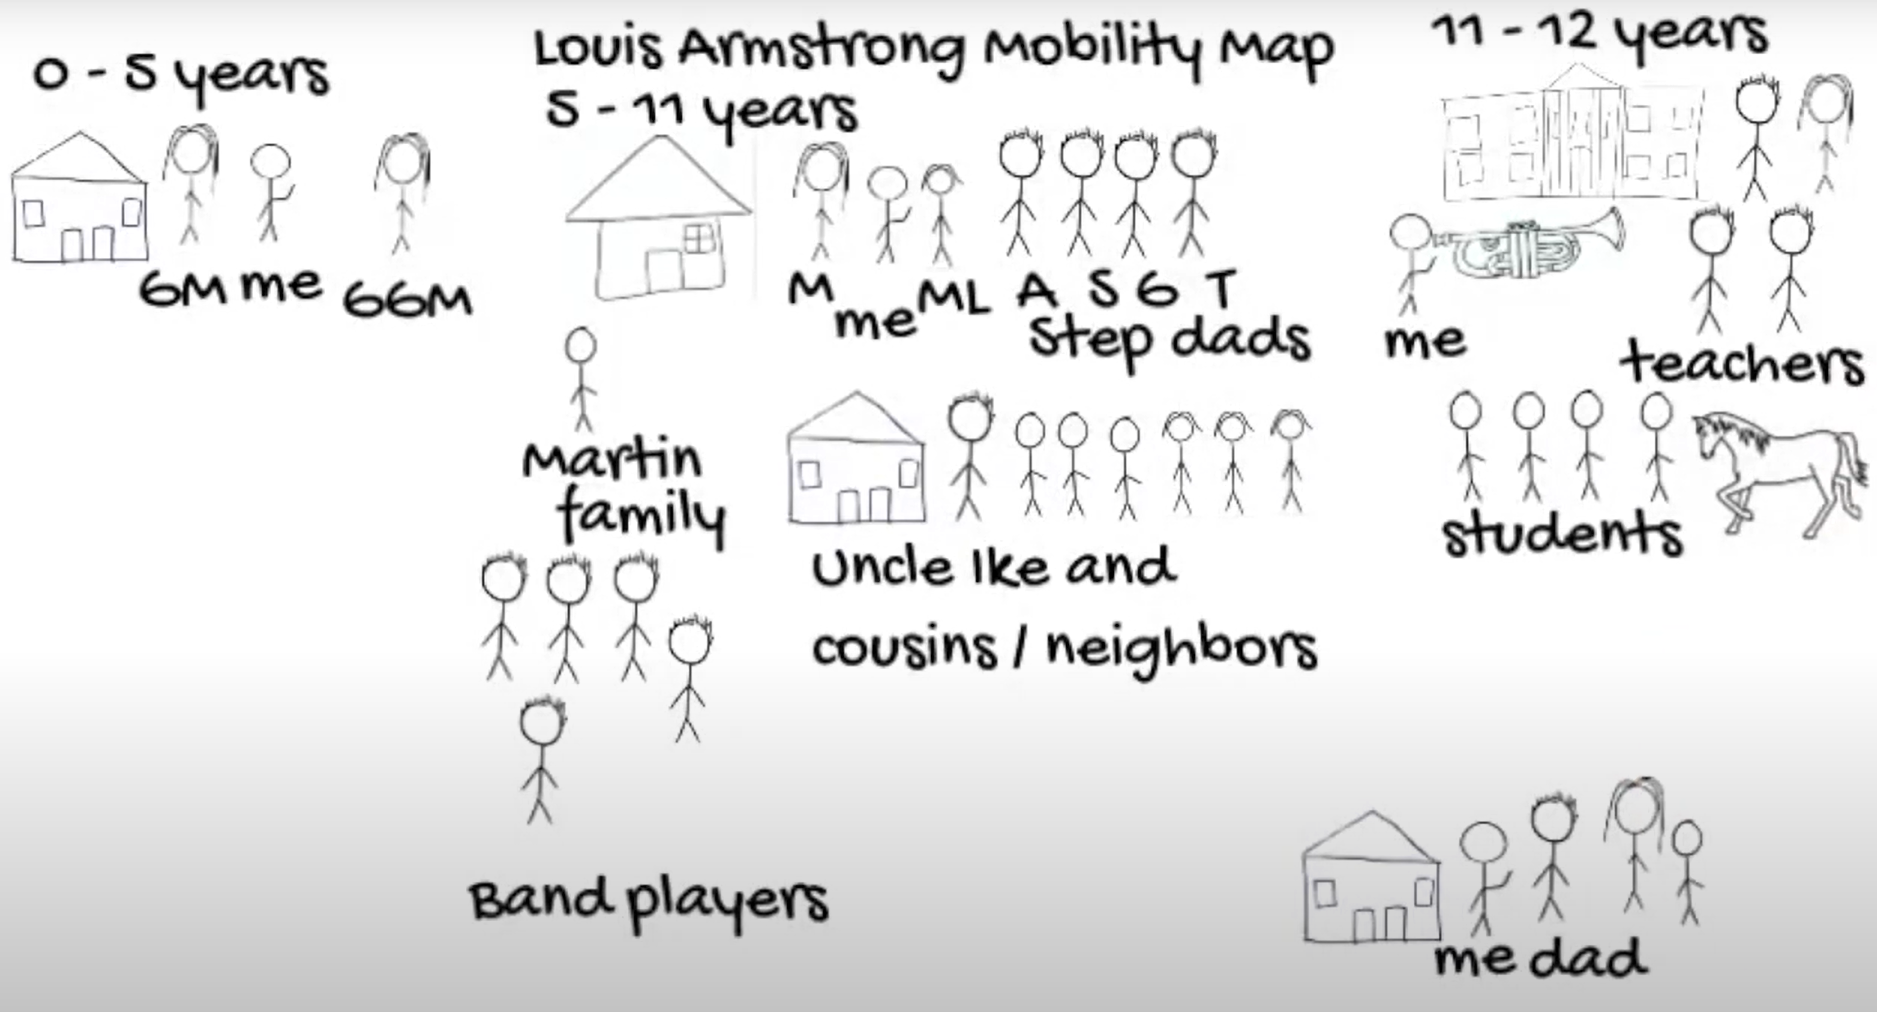 Louis Armstrong Mobility Map
0 - 5 years
GM me GGM
5 - 11 years
M me ML A S G T
Step dads
Martin
family
Uncle Ike and
cousins / neighbors
Band players
11 - 12 years
me
teachers
students
me dad